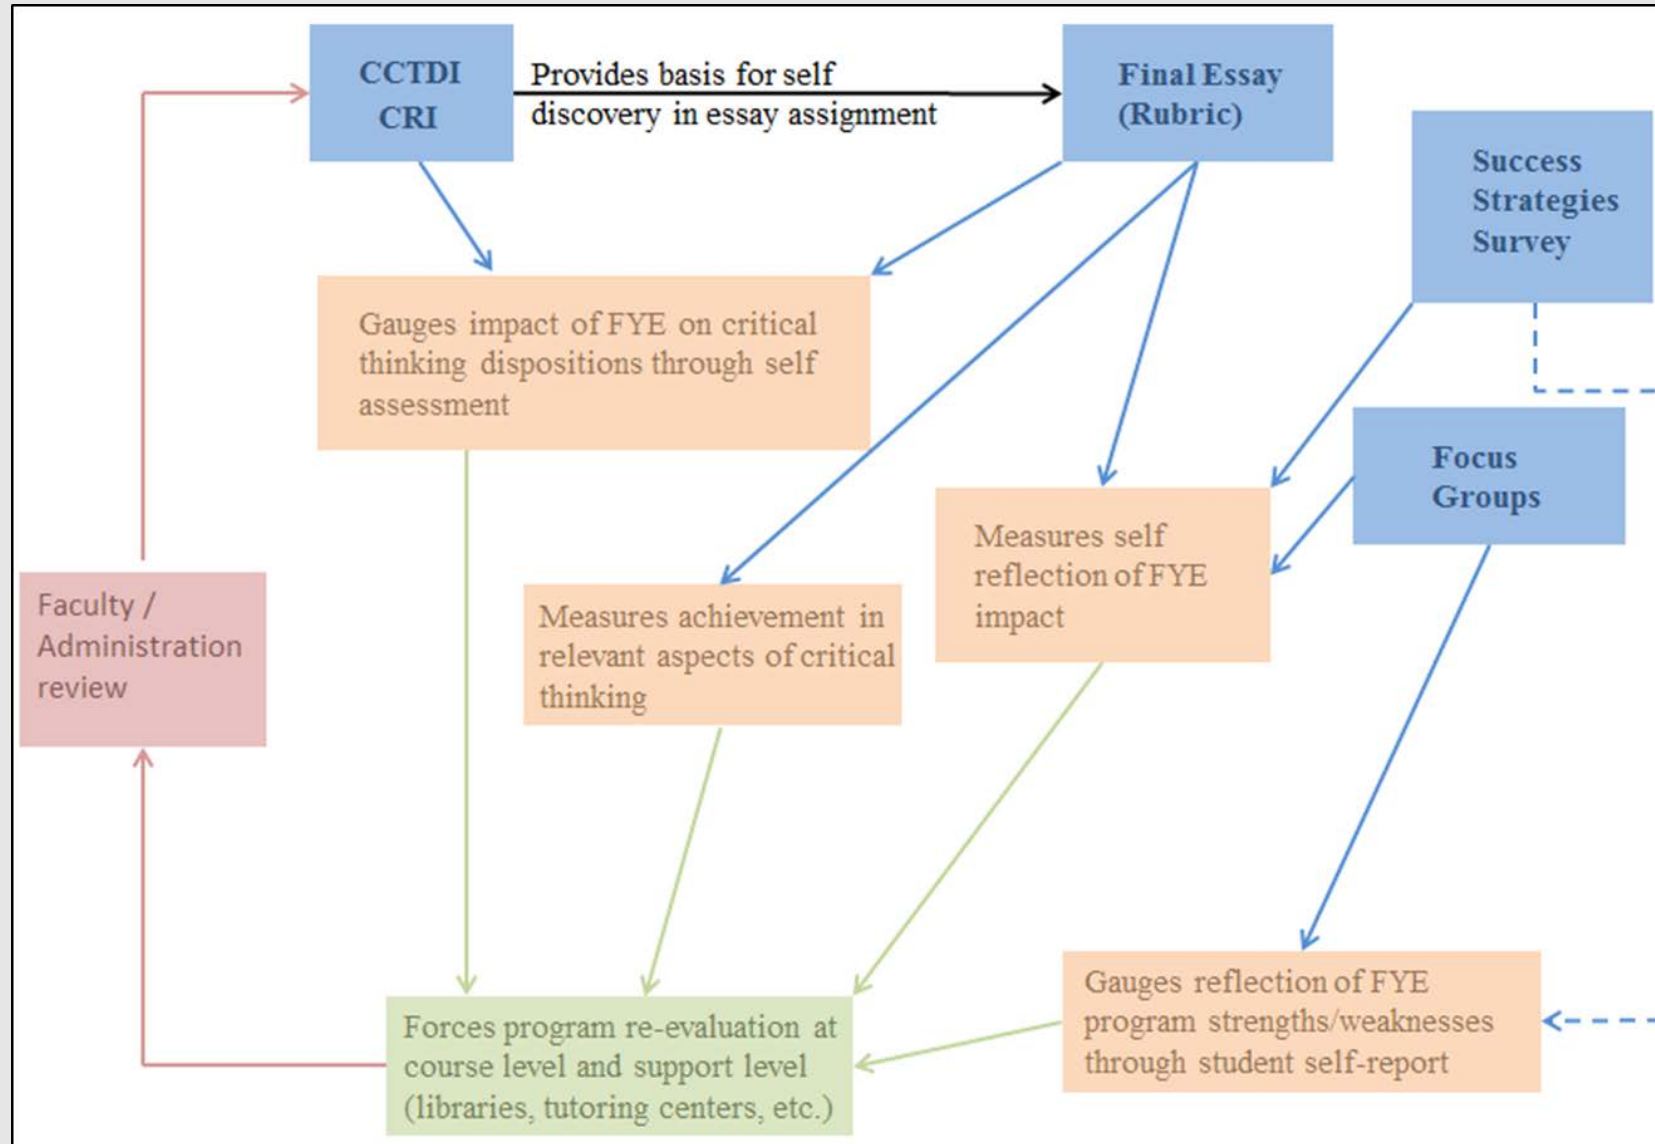 CCTDI
CRI
Provides basis for self
discovery in essay assignment
Final Essay
(Rubric)
Success
Strategies
Survey
Gauges impact of FYE on critical
thinking dispositions through self
assessment
Focus
Groups
Measures self
reflection of FYE
impact
Faculty /
Administration
review
Measures achievement in
relevant aspects of critical
thinking
Gauges reflection of FYE
program strengths/weaknesses
through student self-report
Forces program re-evaluation at
course level and support level
(libraries, tutoring centers, etc.)